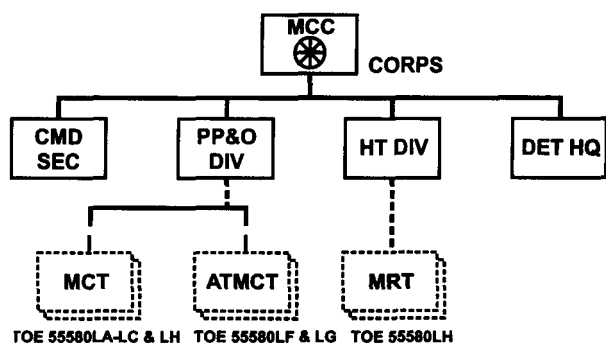 MCC
CORPS
CMD
SEC
PP&O
DIV
HT DIV
DET HQ
MCT
ATMCT
MRT
TOE 55580LA-LC & LH
TOE 55580LF & LG
TOE 55580LH